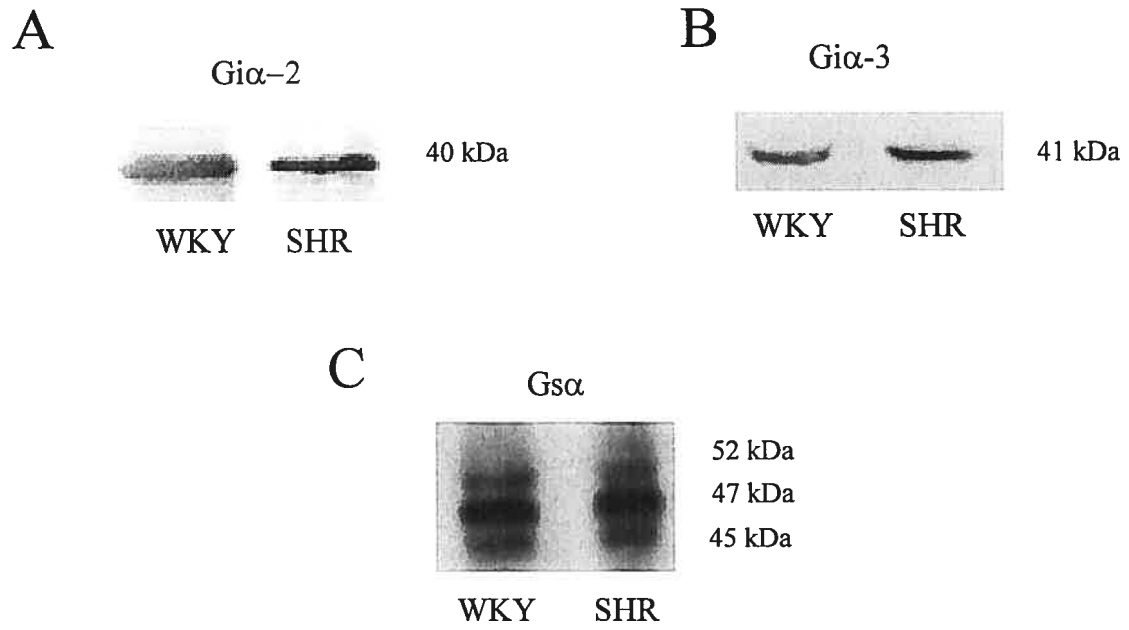 A
Giα–2
40 kDa
WKY SHR
B
Giα-3
41 kDa
WKY SHR
C
Gsα
52 kDa
47 kDa
45 kDa
WKY SHR